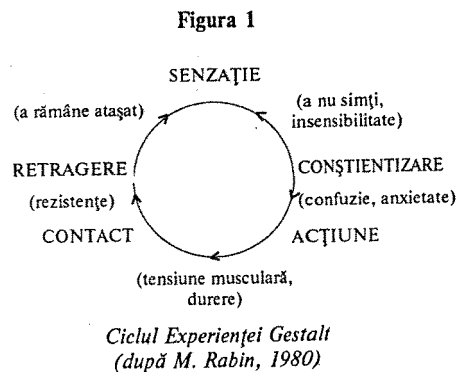 Figura 1
SENZAŢIE
(a rămâne ataşat)
(a nu simţi,
insensibilitate)
RETRAGERE
CONŞTIENTIZARE
(rezistenţe)
(confuzie, anxietate)
CONTACT
ACŢIUNE
(tensiune musculară,
durere)
Ciclul Experienţei Gestalt
(după M. Rabin, 1980)